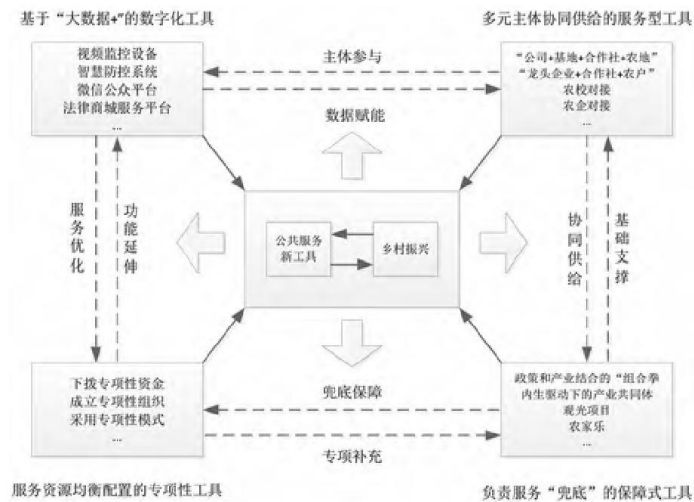 基于“大数据+”的数字化工具
多元主体协同供给的服务型工具
视频监控设备
智慧防控系统
微信公众平台
法律商城服务平台
...
主体参与
数据赋能
“公司+基地+合作社+农地”
“龙头企业+合作社+农户”
农校对接
农企对接
...
服务优化
功能延伸
公共服务
新工具
乡村振兴
协同供给
基础支撑
下拨专项性资金
成立专项性组织
采用专项性模式
...
兜底保障
专项补充
政策和产业结合的“组合拳
内生驱动下的产业共同体
观光项目
农家乐
...
服务资源均衡配置的专项性工具
负责服务“兜底”的保障式工具